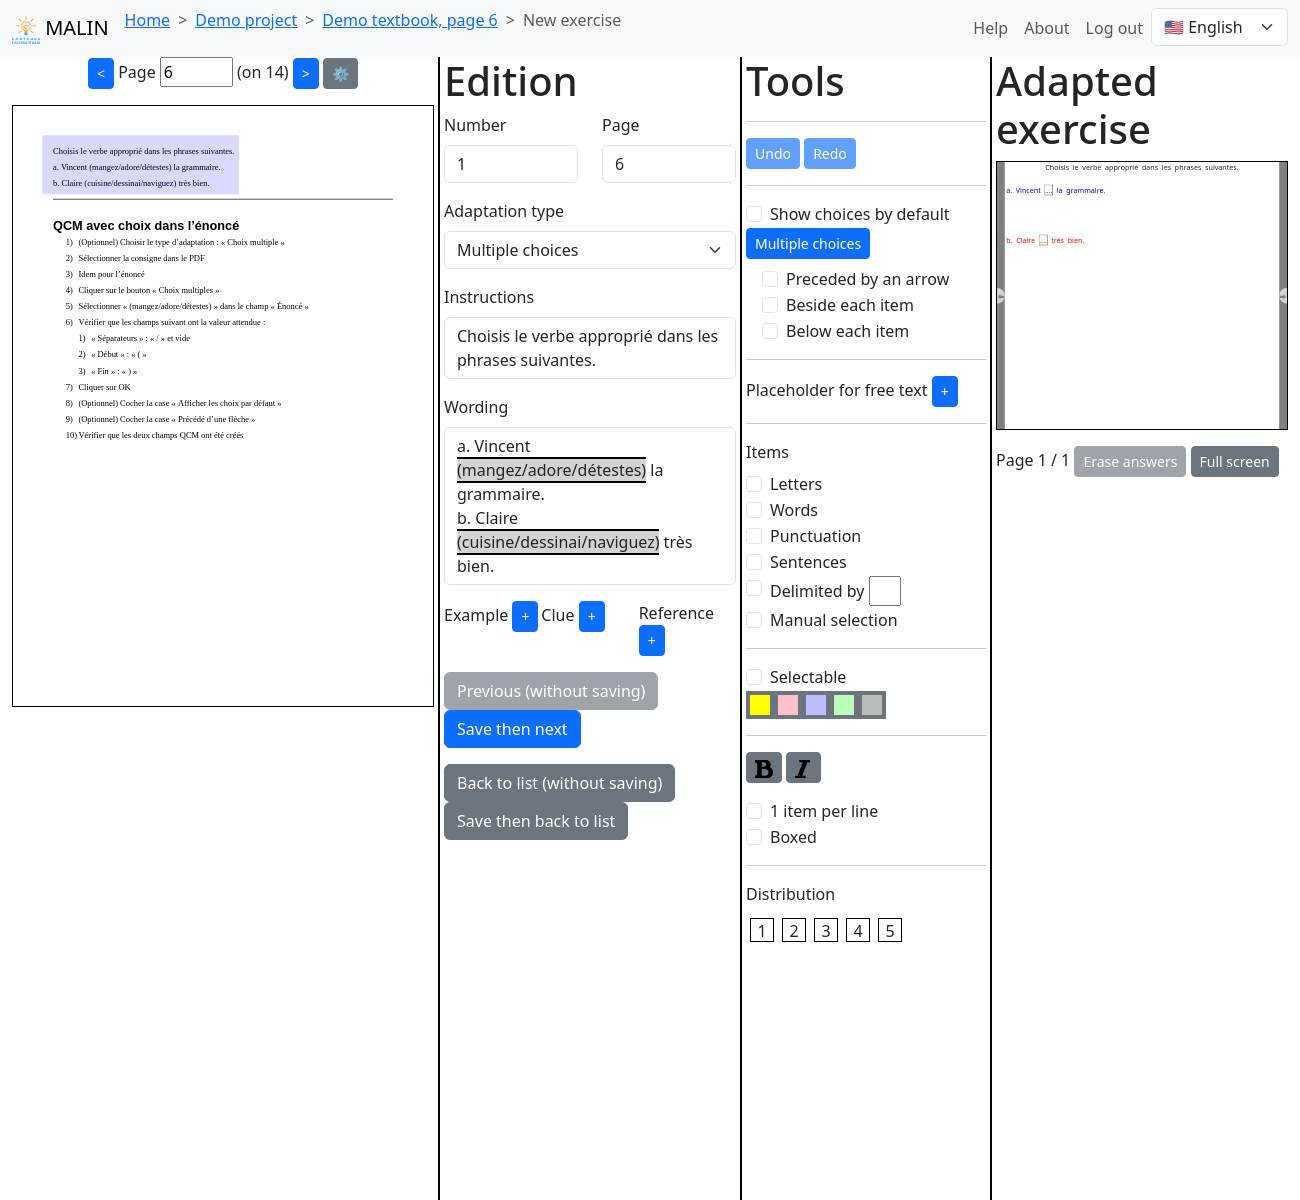 MALIN
Home > Demo project > Demo textbook, page 6 > New exercise
Help About Log out 🇺🇸 English
< Page 6 (on 14) > ⚙️
Choisis le verbe approprié dans les phrases suivantes.
a. Vincent (mangez/adore/détestes) la grammaire.
b. Claire (cuisine/dessinai/naviguez) très bien.
QCM avec choix dans l'énoncé
1) (Optionnel) Choisir le type d'adaptation : « Choix multiple »
2) Sélectionner la consigne dans le PDF
3) Idem pour l'énoncé
4) Cliquer sur le bouton « Choix multiples »
5) Sélectionner « (mangez/adore/détestes) » dans le champ « Énoncé »
6) Vérifier que les champs suivant ont la valeur attendue :
1) « Séparateurs » : « / » et vide
2) « Début » : « ( »
3) « Fin » : « ) »
7) Cliquer sur OK
8) (Optionnel) Cocher la case « Afficher les choix par défaut »
9) (Optionnel) Cocher la case « Précédé d'une flèche »
10) Vérifier que les deux champs QCM ont été créés
Edition
Number Page
1 6
Adaptation type
Multiple choices
Instructions
Choisis le verbe approprié dans les
phrases suivantes.
Wording
a. Vincent
(mangez/adore/détestes) la
grammaire.
b. Claire
(cuisine/dessinai/naviguez) très
bien.
Example + Clue + Reference
+
Previous (without saving)
Save then next
Back to list (without saving)
Save then back to list
Tools
Undo Redo
Show choices by default
Multiple choices
Preceded by an arrow
Beside each item
Below each item
Placeholder for free text +
Items
Letters
Words
Punctuation
Sentences
Delimited by
Manual selection
Selectable
B I
1 item per line
Boxed
Distribution
1 2 3 4 5
Adapted
exercise
Choisis le verbe approprié dans les phrases suivantes.
a. Vincent ... la grammaire.
b. Claire ... très bien.
Page 1 / 1 Erase answers Full screen